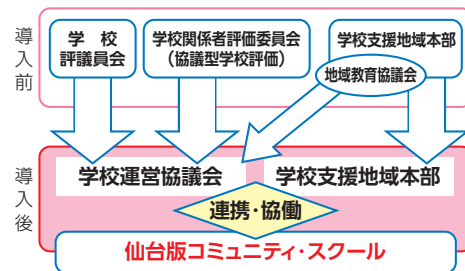 導入前
学校
評議員会
学校関係者評価委員会
（協議型学校評価）
学校支援地域本部
地域教育協議会
導入後
学校運営協議会
学校支援地域本部
連携・協働
仙台版コミュニティ・スクール